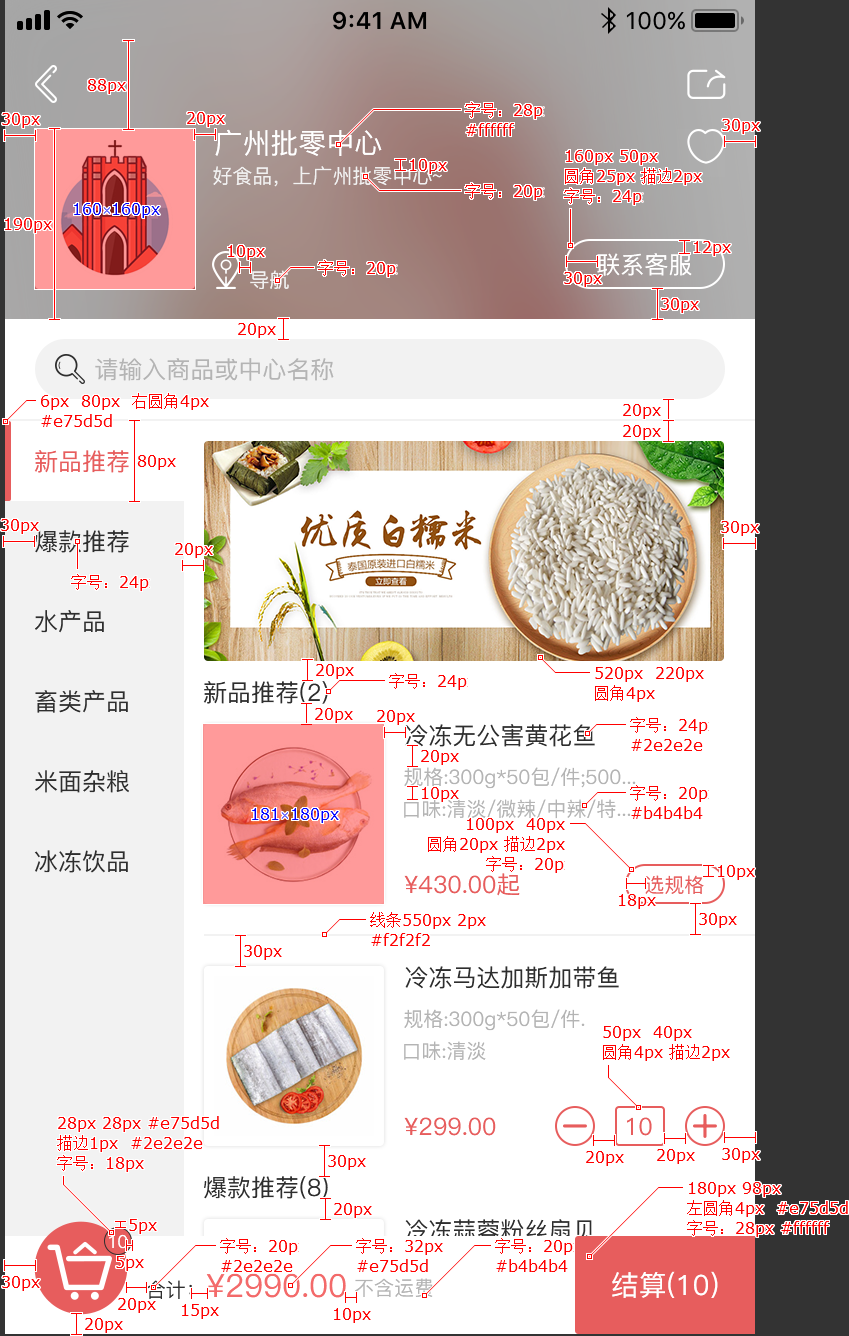 9:41 AM
100%
88px
30px
20px
字号：28p
#ffffff
30px
广州批零中心
160px 50px
圆角25px 描边2px
字号：24p
10px
好食品，上广州批零中心~
字号：20p
160×160px
190px
10px
12px
字号：20p
联系客服
导航
30px
30px
20px
请输入商品或中心名称
6px 80px 右圆角4px
#e75d5d
20px
20px
新品推荐
80px
优质白糯米
泰国原装进口白糯米
立即查看
30px
30px
爆款推荐
20px
字号：24p
水产品
20px
字号：24p
520px 220px
圆角4px
新品推荐(2)
畜类产品
20px
20px
字号：24p
#2e2e2e
冷冻无公害黄花鱼
20px
规格:300g*50包/件;500...
米面杂粮
10px
字号：20p
#b4b4b4
口味:清淡/微辣/中辣/特...
181×180px
100px 40px
圆角20px 描边2px
字号：20p
冰冻饮品
10px
¥430.00起
选规格
18px
线条550px 2px
#f2f2f2
30px
30px
冷冻马达加斯加带鱼
规格:300g*50包/件.
50px 40px
圆角4px 描边2px
口味:清淡
28px 28px #e75d5d
描边1px #2e2e2e
字号：18px
¥299.00
10
20px
20px
30px
30px
爆款推荐(8)
20px
180px 98px
左圆角4px #e75d5d
字号：28px #ffffff
冷冻蒜蓉粉丝扇贝
5px
10
5px
字号：20p
#2e2e2e
字号：32px
#e75d5d
字号：20p
#b4b4b4
30px
合计:
¥2990.00
不含运费
结算(10)
20px
15px
10px
20px